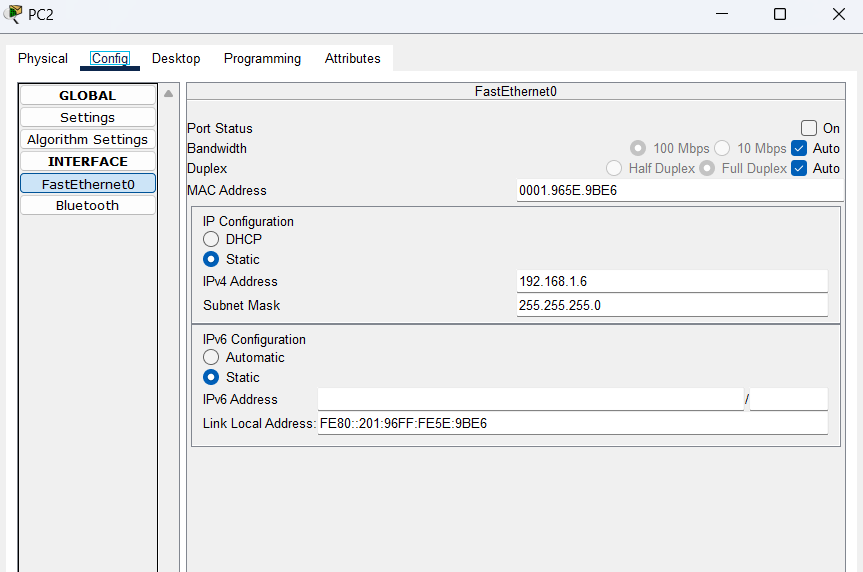 PC2
Physical Config Desktop Programming Attributes
GLOBAL
Settings
Algorithm Settings
INTERFACE
FastEthernet0
Bluetooth
FastEthernet0
Port Status On
Bandwidth 100 Mbps 10 Mbps Auto
Duplex Half Duplex Full Duplex Auto
MAC Address 0001.965E.9BE6
IP Configuration
DHCP
Static
IPv4 Address 192.168.1.6
Subnet Mask 255.255.255.0
IPv6 Configuration
Automatic
Static
IPv6 Address /
Link Local Address: FE80::201:96FF:FE5E:9BE6